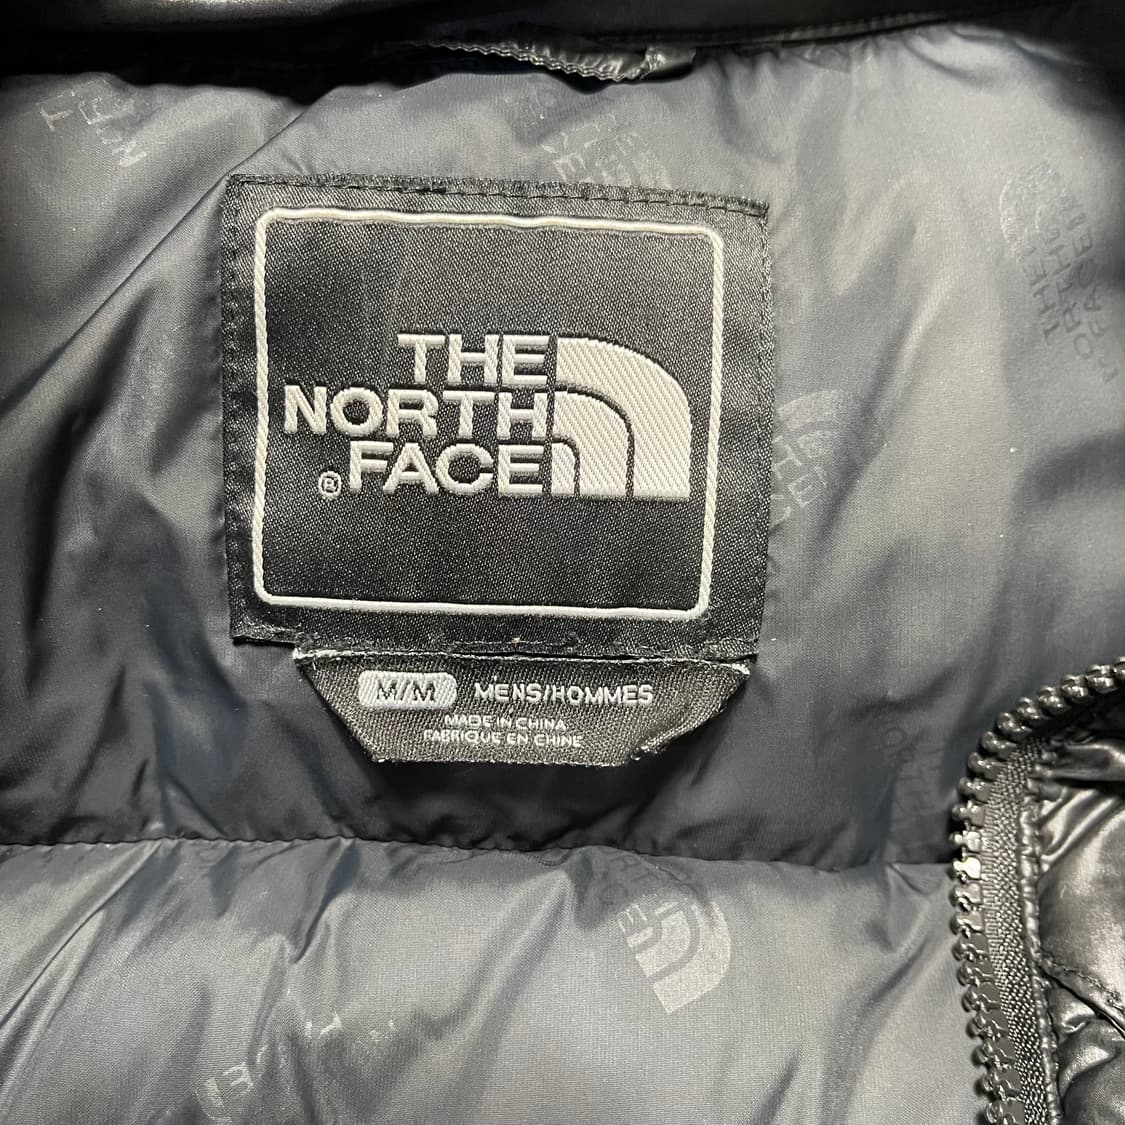 THE
NORTH
® FACE
M/M MENS/HOMMES
MADE IN CHINA
FABRIQUE EN CHINE